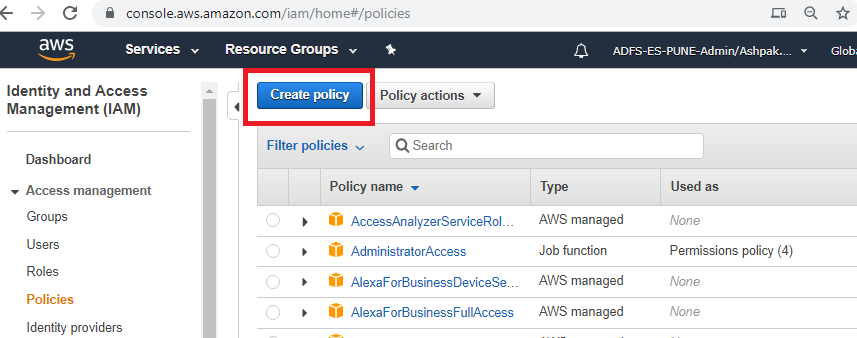 console.aws.amazon.com/iam/home#/policies
aws
Services
Resource Groups
ADFS-ES-PUNE-Admin/Ashpak....
Globa
Identity and Access
Management (IAM)
Dashboard
Access management
Groups
Users
Roles
Policies
Identity providers
Create policy
Policy actions
Filter policies
Search
Policy name Type Used as
AccessAnalyzerServiceRol... AWS managed None
AdministratorAccess Job function Permissions policy (4)
AlexaForBusinessDeviceSe... AWS managed None
AlexaForBusinessFullAccess AWS managed None